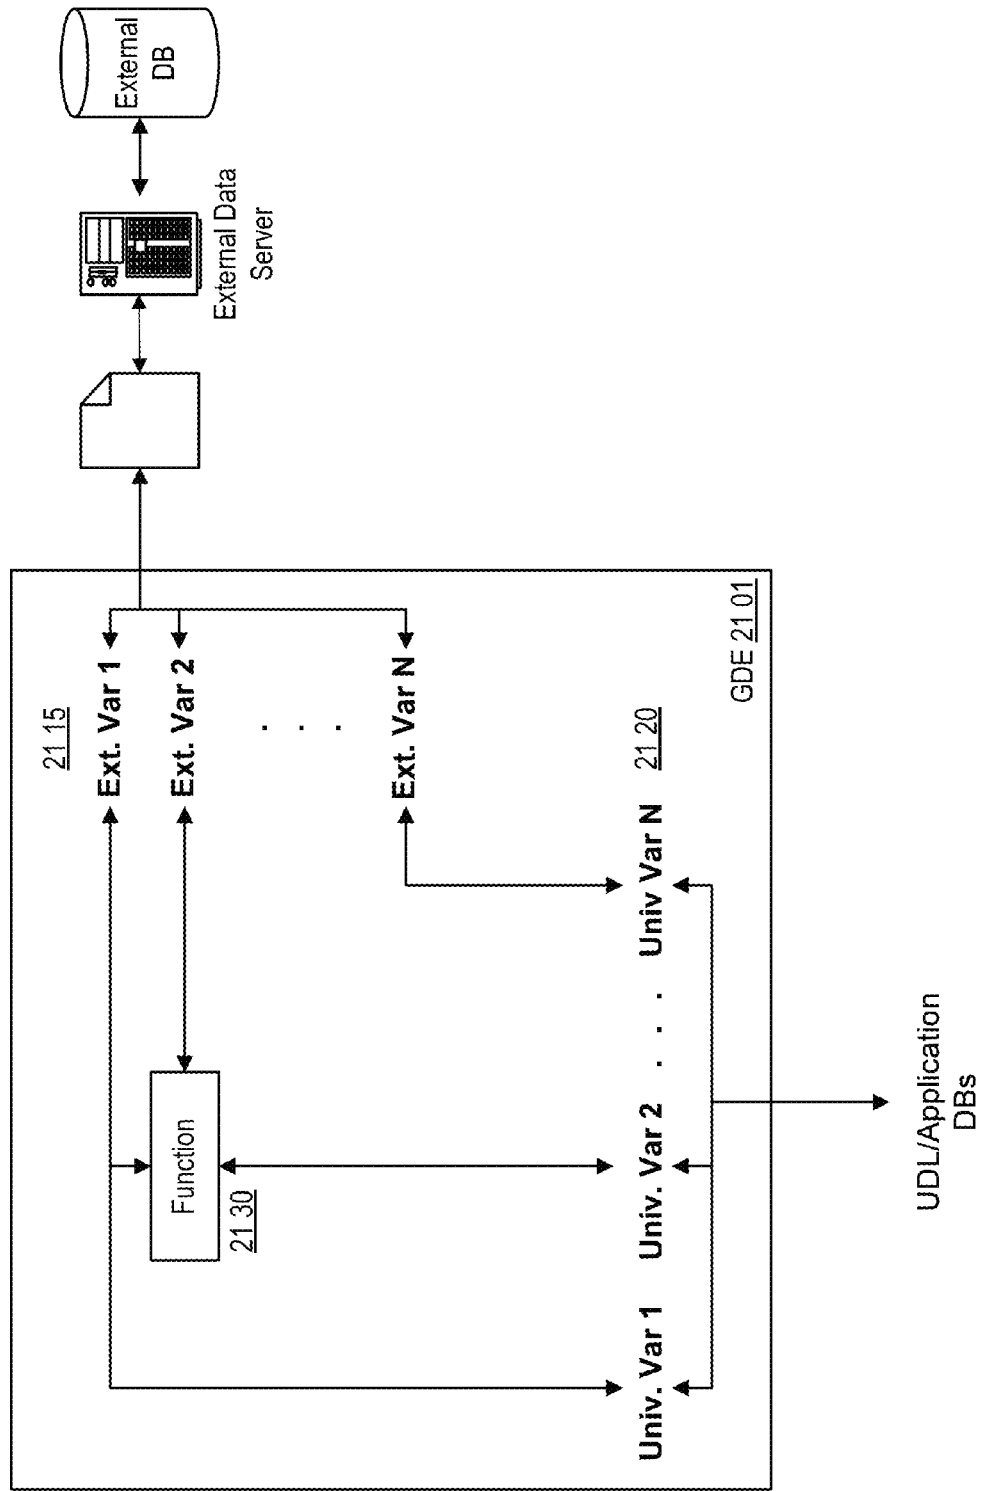 21 15
Ext. Var 1
External
DB
Function
Ext. Var 2
21 30
External Data
Server
. . .
Ext. Var N
21 20
Univ. Var 1 Univ. Var 2 . . . Univ Var N
GDE 21 01
UDL/Application
DBs